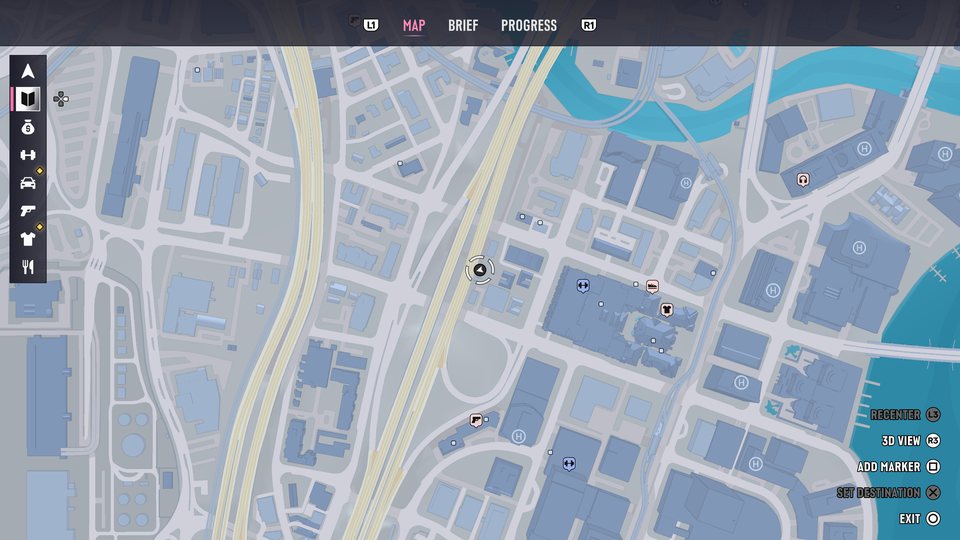 L1 MAP BRIEF PROGRESS R1
$
H
H
H
H
H
H
H
H
RECENTER L3
3D VIEW R3
ADD MARKER
SET DESTINATION
EXIT